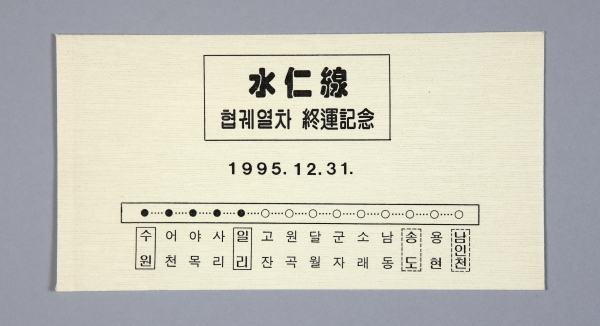 水仁線
협궤열차 終運記念
1995.12.31.
수원
어천
야목
사리
일리
고잔
원곡
달월
군자
소래
남동
송도
용현
남인천